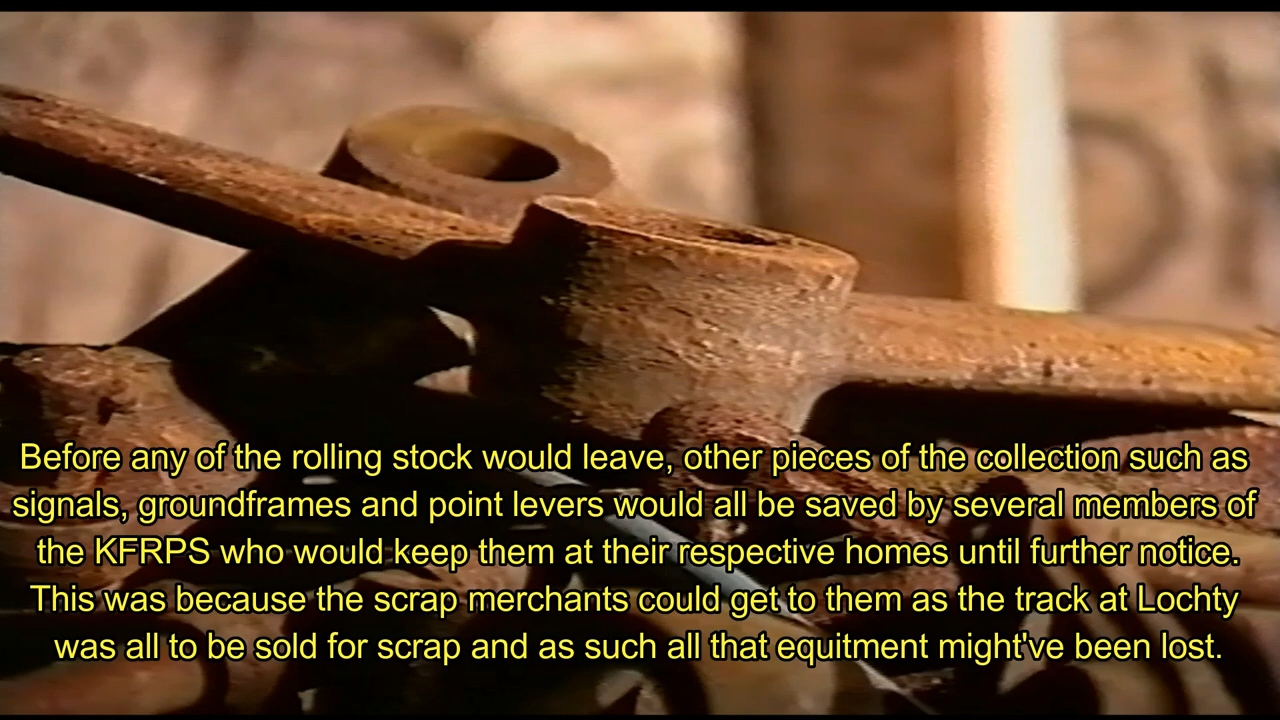 Before any of the rolling stock would leave, other pieces of the collection such as
signals, groundframes and point levers would all be saved by several members of
the KFRPS who would keep them at their respective homes until further notice.
This was because the scrap merchants could get to them as the track at Lochty
was all to be sold for scrap and as such all that equitment might've been lost.